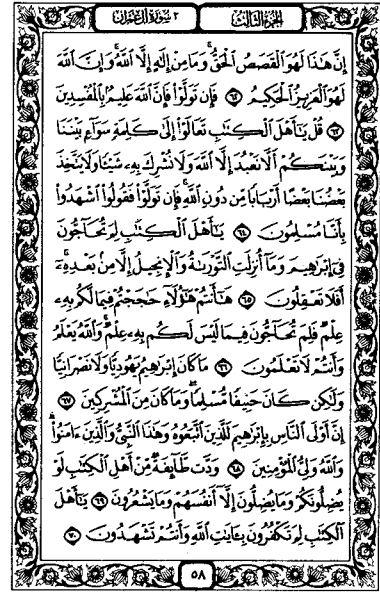 الجزء الثالث ٣ سورة آل عمران
إِنَّ هَٰذَا لَهُوَ ٱلْقَصَصُ ٱلْحَقُّ ۚ وَمَا مِنْ إِلَٰهٍ إِلَّا ٱللَّهُ ۚ وَإِنَّ ٱللَّهَ
لَهُوَ ٱلْعَزِيزُ ٱلْحَكِيمُ ٦٢ فَإِن تَوَلَّوْا۟ فَإِنَّ ٱللَّهَ عَلِيمٌۢ بِٱلْمُفْسِدِينَ
٦٣ قُلْ يَٰٓأَهْلَ ٱلْكِتَٰبِ تَعَالَوْا۟ إِلَىٰ كَلِمَةٍ سَوَآءٍۭ بَيْنَنَا
وَبَيْنَكُمْ أَلَّا نَعْبُدَ إِلَّا ٱللَّهَ وَلَا نُشْرِكَ بِهِۦ شَيْـًٔا وَلَا يَتَّخِذَ
بَعْضُنَا بَعْضًا أَرْبَابًا مِّن دُونِ ٱللَّهِ ۚ فَإِن تَوَلَّوْا۟ فَقُولُوا۟ ٱشْهَدُوا۟
بِأَنَّا مُسْلِمُونَ ٦٤ يَٰٓأَهْلَ ٱلْكِتَٰبِ لِمَ تُحَآجُّونَ
فِىٓ إِبْرَٰهِيمَ وَمَآ أُنزِلَتِ ٱلتَّوْرَىٰةُ وَٱلْإِنجِيلُ إِلَّا مِنۢ بَعْدِهِۦٓ ۚ
أَفَلَا تَعْقِلُونَ ٦٥ هَٰٓأَنتُمْ هَٰٓؤُلَآءِ حَٰجَجْتُمْ فِيمَا لَكُم بِهِۦ
عِلْمٌ فَلِمَ تُحَآجُّونَ فِيمَا لَيْسَ لَكُم بِهِۦ عِلْمٌ ۚ وَٱللَّهُ يَعْلَمُ
وَأَنتُمْ لَا تَعْلَمُونَ ٦٦ مَا كَانَ إِبْرَٰهِيمُ يَهُودِيًّا وَلَا نَصْرَانِيًّا
وَلَٰكِن كَانَ حَنِيفًا مُّسْلِمًا وَمَا كَانَ مِنَ ٱلْمُشْرِكِينَ ٦٧
إِنَّ أَوْلَى ٱلنَّاسِ بِإِبْرَٰهِيمَ لَلَّذِينَ ٱتَّبَعُوهُ وَهَٰذَا ٱلنَّبِىُّ وَٱلَّذِينَ ءَامَنُوا۟ ۗ
وَٱللَّهُ وَلِىُّ ٱلْمُؤْمِنِينَ ٦٨ وَدَّت طَّآئِفَةٌ مِّنْ أَهْلِ ٱلْكِتَٰبِ لَوْ
يُضِلُّونَكُمْ وَمَا يُضِلُّونَ إِلَّآ أَنفُسَهُمْ وَمَا يَشْعُرُونَ ٦٩ يَٰٓأَهْلَ
ٱلْكِتَٰبِ لِمَ تَكْفُرُونَ بِـَٔايَٰتِ ٱللَّهِ وَأَنتُمْ تَشْهَدُونَ ٧٠
٥٨